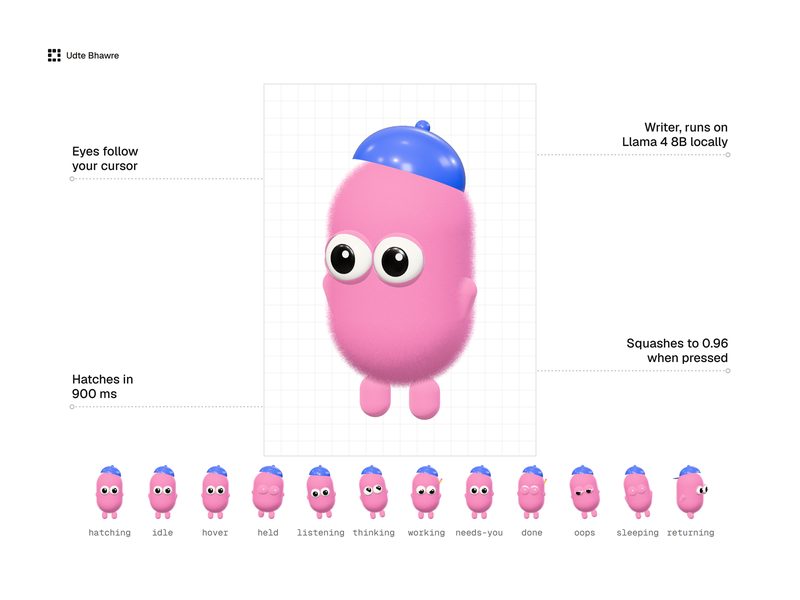 Udte Bhawre
Eyes follow
your cursor
Writer, runs on
Llama 4 8B locally
Hatches in
900 ms
Squashes to 0.96
when pressed
hatching idle hover held listening thinking working needs-you done oops sleeping returning